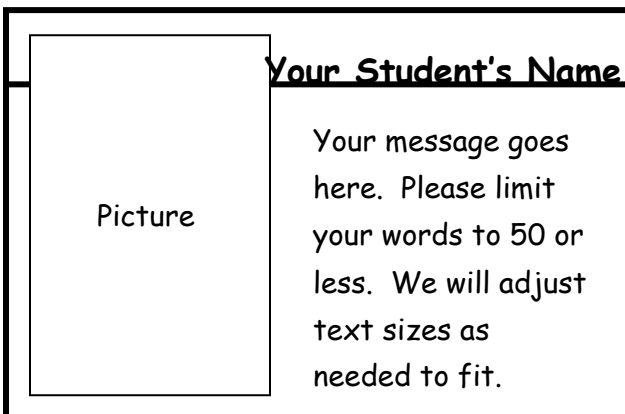 Your Student's Name
Picture
Your message goes
here.  Please limit
your words to 50 or
less.  We will adjust
text sizes as
needed to fit.